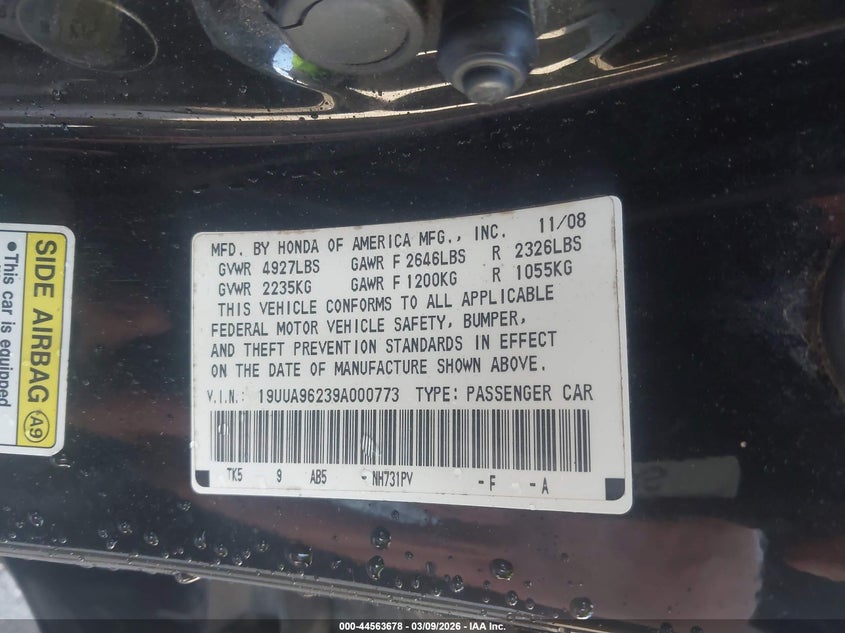 MFD. BY HONDA OF AMERICA MFG., INC. 11/08
GVWR 4927LBS GAWR F 2646LBS R 2326LBS
GVWR 2235KG GAWR F 1200KG R 1055KG
THIS VEHICLE CONFORMS TO ALL APPLICABLE
FEDERAL MOTOR VEHICLE SAFETY, BUMPER,
AND THEFT PREVENTION STANDARDS IN EFFECT
ON THE DATE OF MANUFACTURE SHOWN ABOVE.
V.I.N.: 19UUA96239A000773 TYPE: PASSENGER CAR
TK5 9 AB5 - NH731PV -F -A
SIDE AIRBAG A9
• This car is equipped
000-44563678 | 03/09/2026 - IAA Inc.